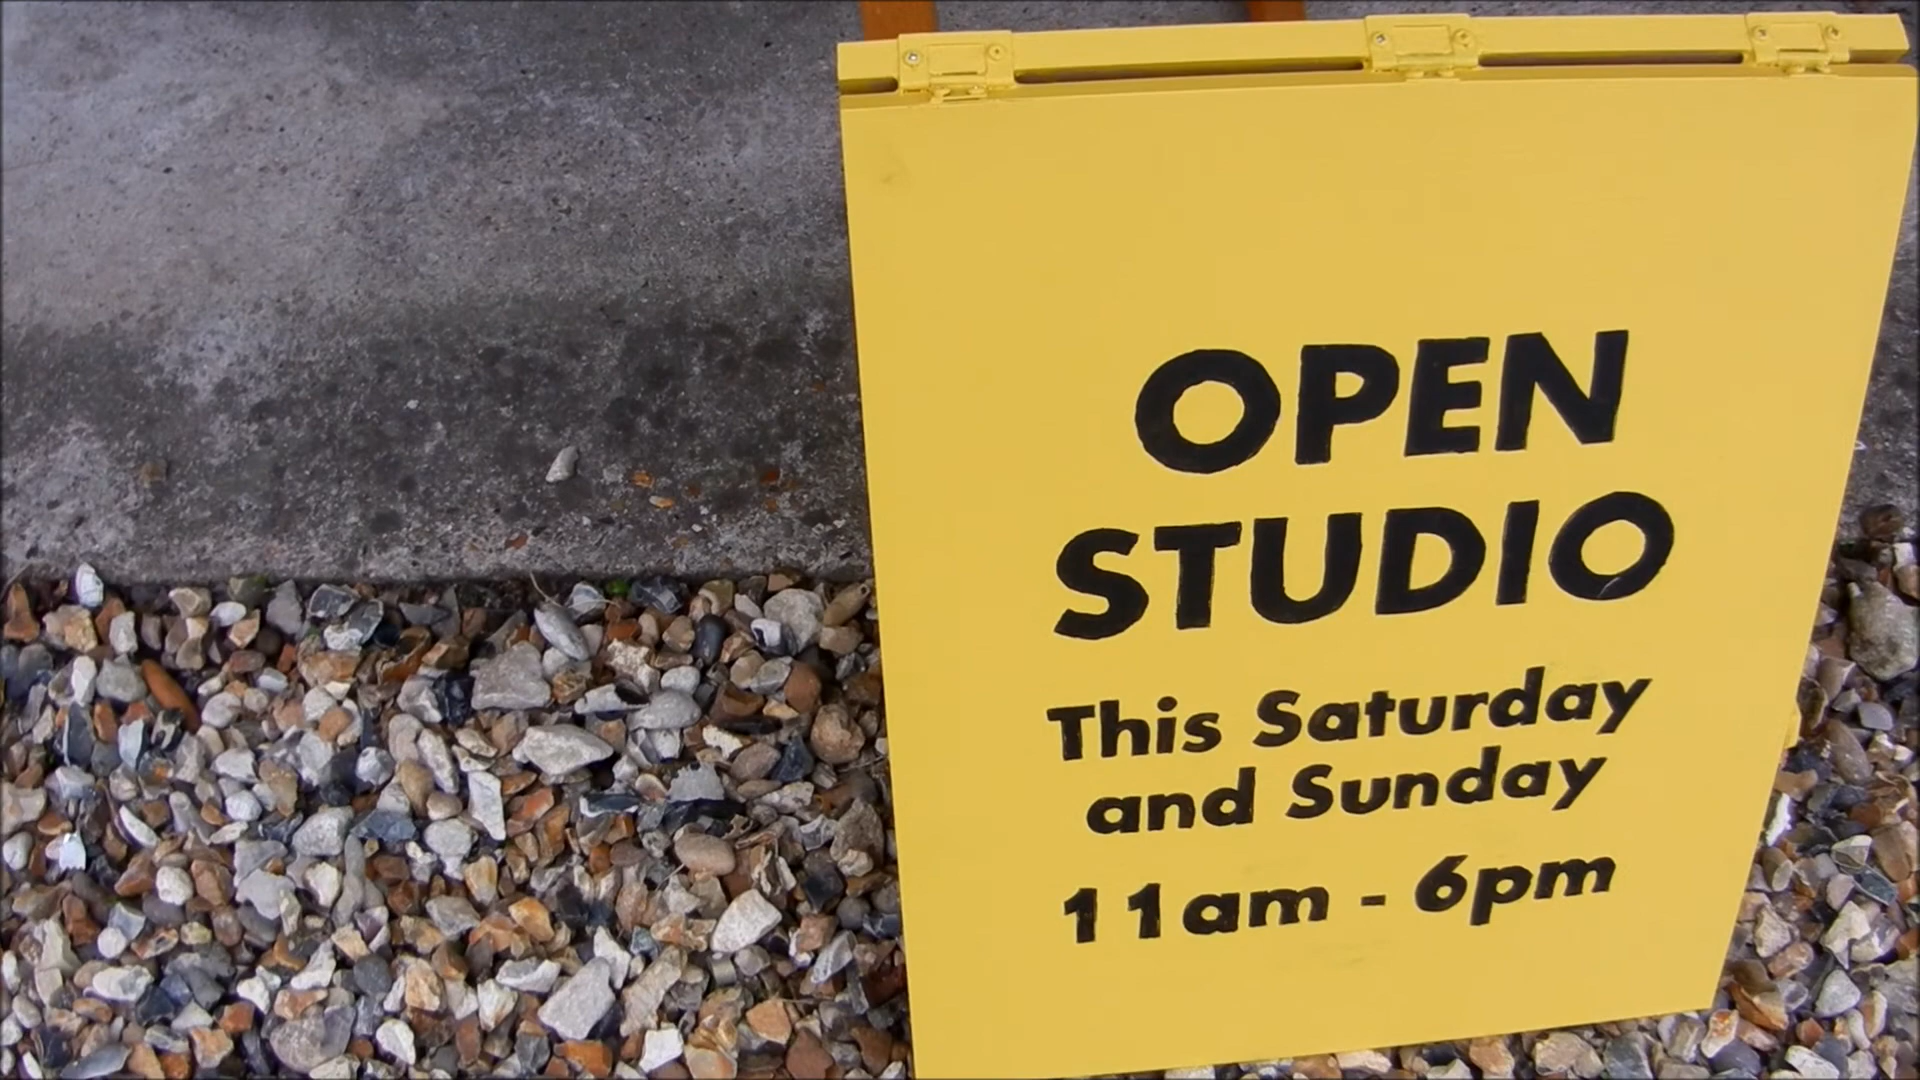 OPEN
STUDIO
This Saturday
and Sunday
11am - 6pm